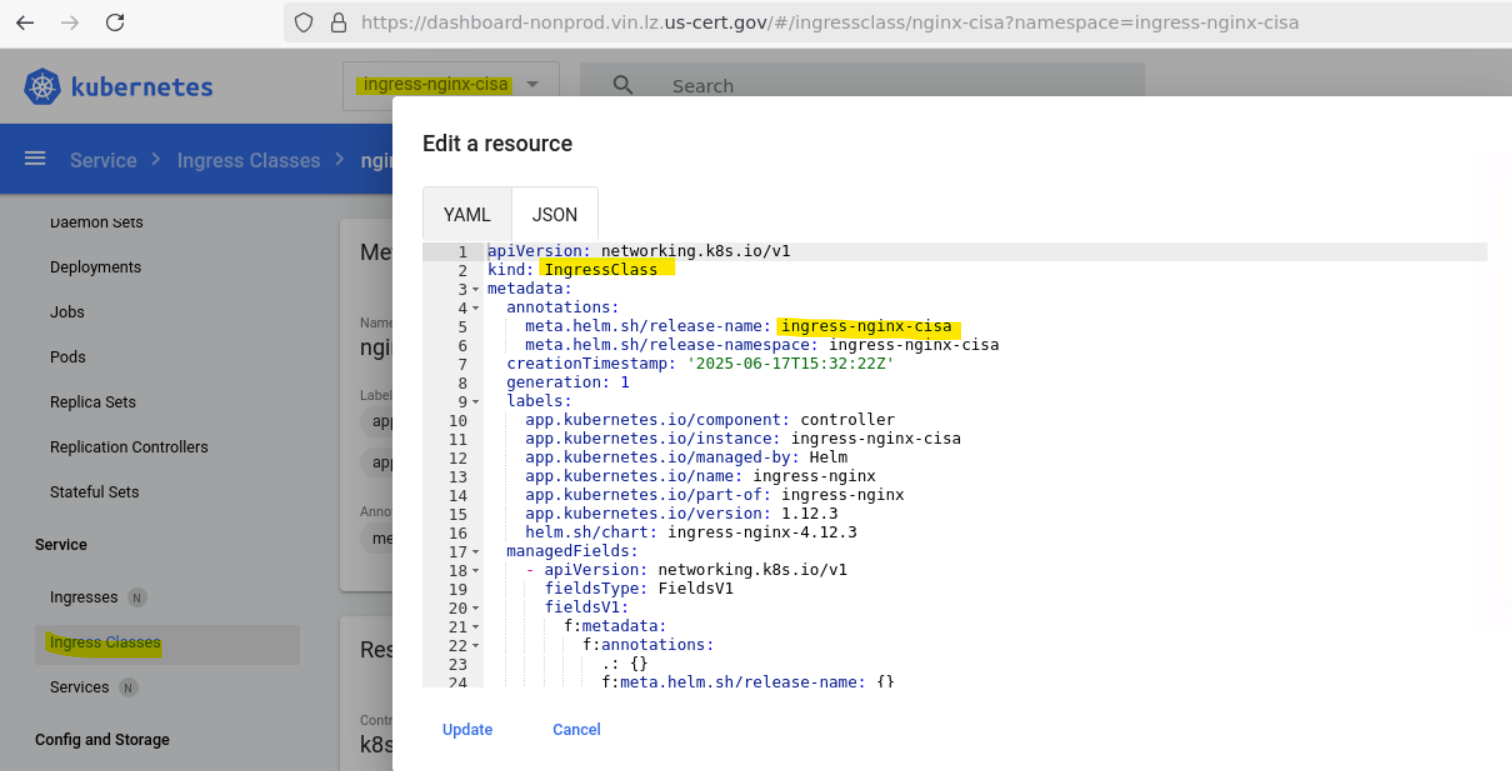 https://dashboard-nonprod.vin.lz.us-cert.gov/#/ingressclass/nginx-cisa?namespace=ingress-nginx-cisa
kubernetes
ingress-nginx-cisa
Search
Service > Ingress Classes > ngi
Daemon Sets
Deployments
Jobs
Pods
Replica Sets
Replication Controllers
Stateful Sets
Service
Ingresses N
Ingress Classes
Services N
Config and Storage
Me
Name
ngi
Label
app
app
Anno
me
Res
Contr
k8s
Edit a resource
YAML JSON
1 apiVersion: networking.k8s.io/v1
2 kind: IngressClass
3 metadata:
4 annotations:
5 meta.helm.sh/release-name: ingress-nginx-cisa
6 meta.helm.sh/release-namespace: ingress-nginx-cisa
7 creationTimestamp: '2025-06-17T15:32:22Z'
8 generation: 1
9 labels:
10 app.kubernetes.io/component: controller
11 app.kubernetes.io/instance: ingress-nginx-cisa
12 app.kubernetes.io/managed-by: Helm
13 app.kubernetes.io/name: ingress-nginx
14 app.kubernetes.io/part-of: ingress-nginx
15 app.kubernetes.io/version: 1.12.3
16 helm.sh/chart: ingress-nginx-4.12.3
17 managedFields:
18 - apiVersion: networking.k8s.io/v1
19 fieldsType: FieldsV1
20 fieldsV1:
21 f:metadata:
22 f:annotations:
23 .: {}
24 f:meta.helm.sh/release-name: {}
Update Cancel